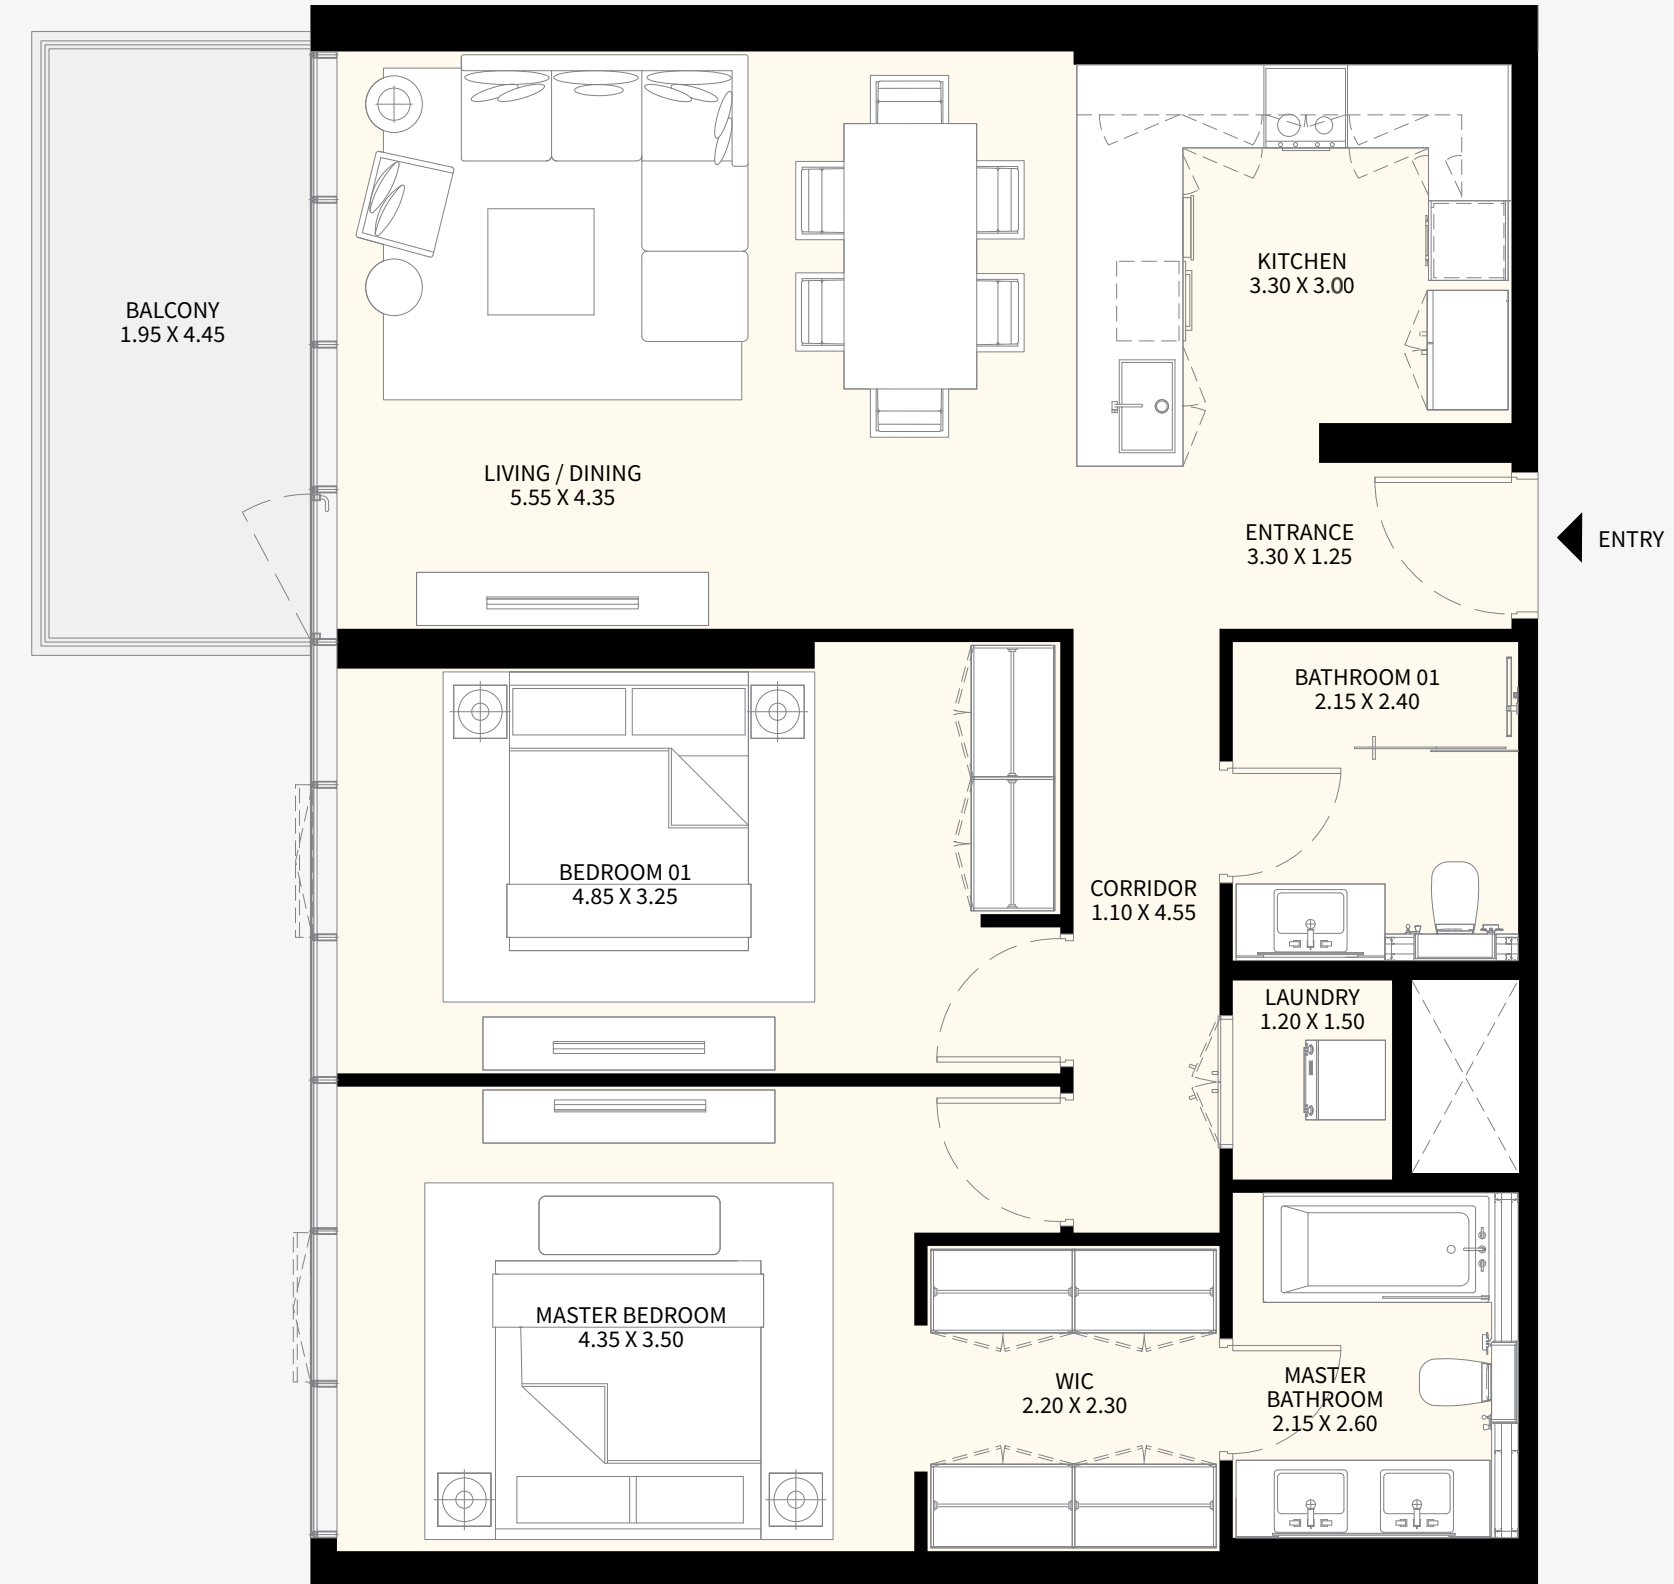 KITCHEN
3.30 X 3.00
BALCONY
1.95 X 4.45
LIVING / DINING
5.55 X 4.35
ENTRANCE
3.30 X 1.25
ENTRY
BATHROOM 01
2.15 X 2.40
BEDROOM 01
4.85 X 3.25
CORRIDOR
1.10 X 4.55
LAUNDRY
1.20 X 1.50
MASTER BEDROOM
4.35 X 3.50
WIC
2.20 X 2.30
MASTER
BATHROOM
2.15 X 2.60